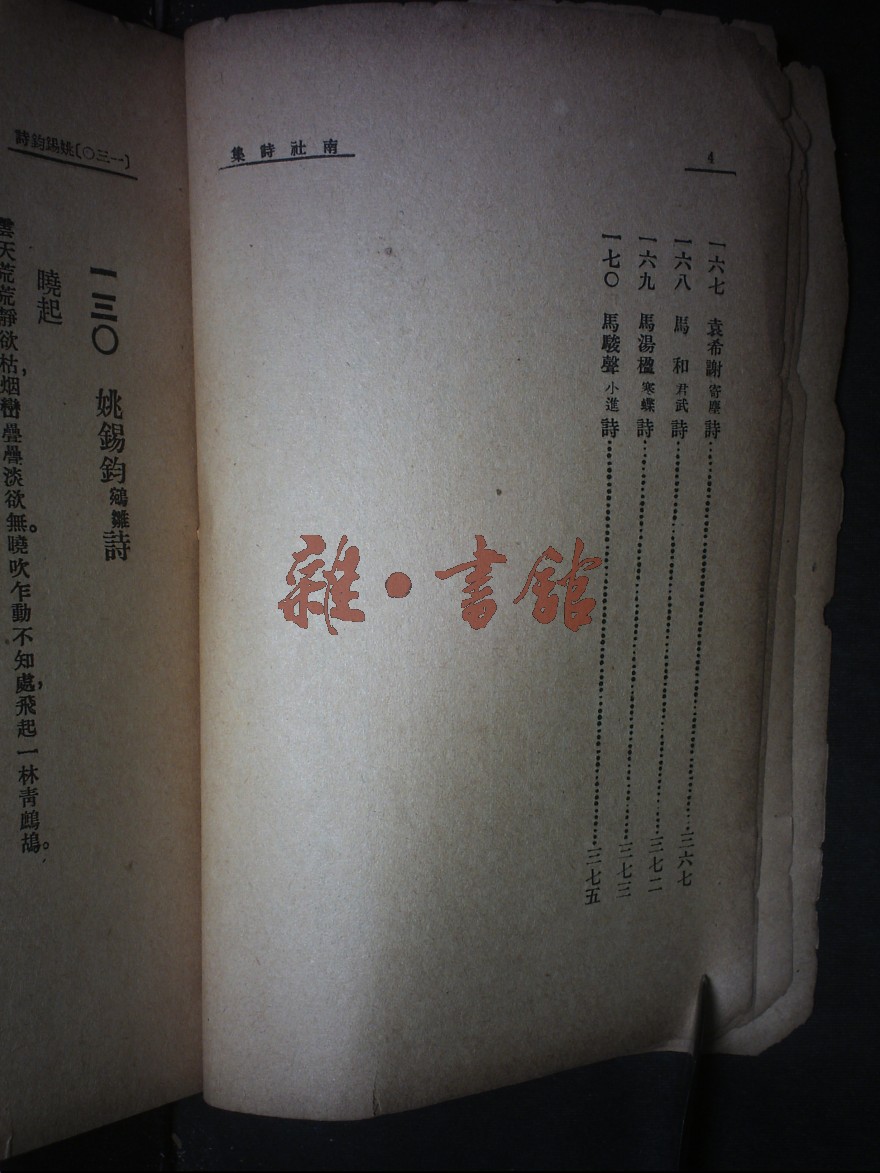 4
南社詩集
一六七 袁希謝 寄塵 詩……三六七
一六八 馬和 君武 詩……三七二
一六九 馬湯楹 寒蝶 詩……三七三
一七〇 馬駿聲 小進 詩……三七五
雜·書館
〔一三〇〕姚錫鈞詩
一三〇 姚錫鈞 鵷雛 詩
曉起
雲天荒荒靜欲枯，烟巒疊疊淡欲無。曉吹乍動不知處，飛起一林青鷓鴣。